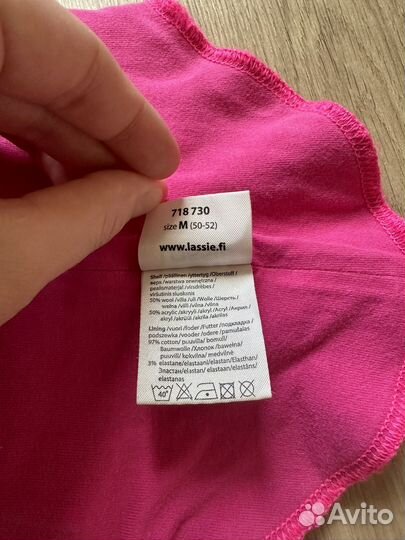 718 730
size M (50-52)
www.lassie.fi
Shell / päällinen / yttertyg / Oberstoff /
верх / warstwa zewnętrzna /
pealismaterjal / virsdrēbes /
viršutinis sluoksnis
50% wool / villa / ull / Wolle / Шерсть /
wełna / vill / vilna / vilna
50% acrylic / akryyli / akryl / Acryl / Акрил /
akryl / akrüül / akrils / akrilas
Lining / vuori / foder / Futter / подкладка /
podszewka / vooder / odere / pamušalas
97% cotton / puuvilla / bomull /
Baumwolle / Хлопок / bawełna /
puuvill / kokvilna / medvilnė
3% elastane / elastaani / elastan / Elasthan /
Эластан / elastan / elastaan / elastāns /
elastanas
40°
Avito